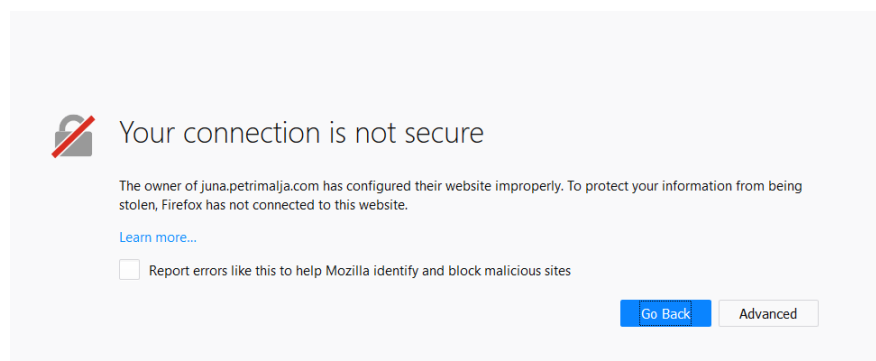 Your connection is not secure
The owner of juna.petrimalja.com has configured their website improperly. To protect your information from being
stolen, Firefox has not connected to this website.
Learn more...
Report errors like this to help Mozilla identify and block malicious sites
Go Back Advanced